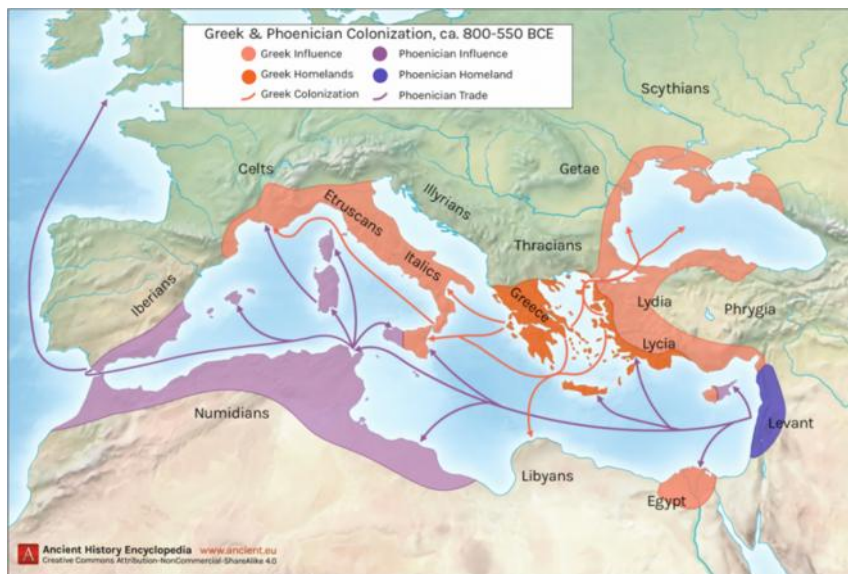 Greek & Phoenician Colonization, ca. 800-550 BCE
Greek Influence
Phoenician Influence
Greek Homelands
Phoenician Homeland
Greek Colonization
Phoenician Trade
Scythians
Celts
Getae
Illyrians
Etruscans
Thracians
Italics
Iberians
Greece
Lydia
Phrygia
Lycia
Numidians
Levant
Libyans
Egypt
A
Ancient History Encyclopedia www.ancient.eu
Creative Commons Attribution-NonCommercial-ShareAlike 4.0